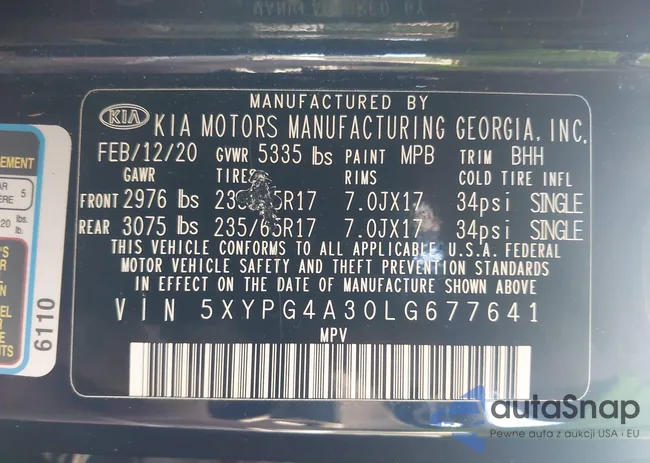 MANUFACTURED BY
KIA KIA MOTORS MANUFACTURING GEORGIA, INC.
FEB/12/20 GVWR 5335 lbs PAINT MPB TRIM BHH
GAWR TIRES RIMS COLD TIRE INFL
FRONT 2976 lbs 7.0JX17 34psi SINGLE
REAR 3075 lbs 235/65R17 7.0JX17 34psi SINGLE
THIS VEHICLE CONFORMS TO ALL APPLICABLE U.S.A. FEDERAL
MOTOR VEHICLE SAFETY AND THEFT PREVENTION STANDARDS
IN EFFECT ON THE DATE OF MANUFACTURE SHOWN ABOVE
VIN 5XYPG4A30LG677641
MPV
6110
autaSnap
Pewne auta z aukcji USA i EU